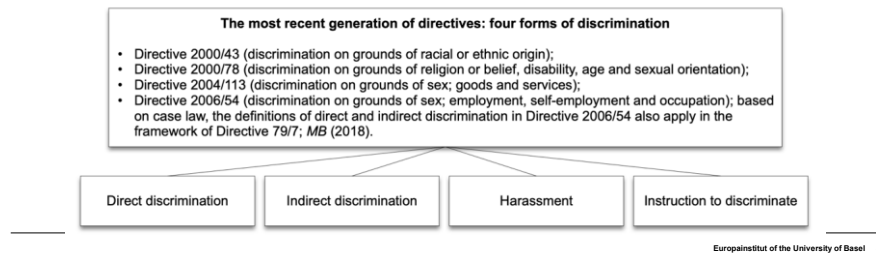 The most recent generation of directives: four forms of discrimination
• Directive 2000/43 (discrimination on grounds of racial or ethnic origin);
• Directive 2000/78 (discrimination on grounds of religion or belief, disability, age and sexual orientation);
• Directive 2004/113 (discrimination on grounds of sex; goods and services);
• Directive 2006/54 (discrimination on grounds of sex; employment, self-employment and occupation); based
on case law, the definitions of direct and indirect discrimination in Directive 2006/54 also apply in the
framework of Directive 79/7; MB (2018).
Direct discrimination
Indirect discrimination
Harassment
Instruction to discriminate
Europainstitut of the University of Basel